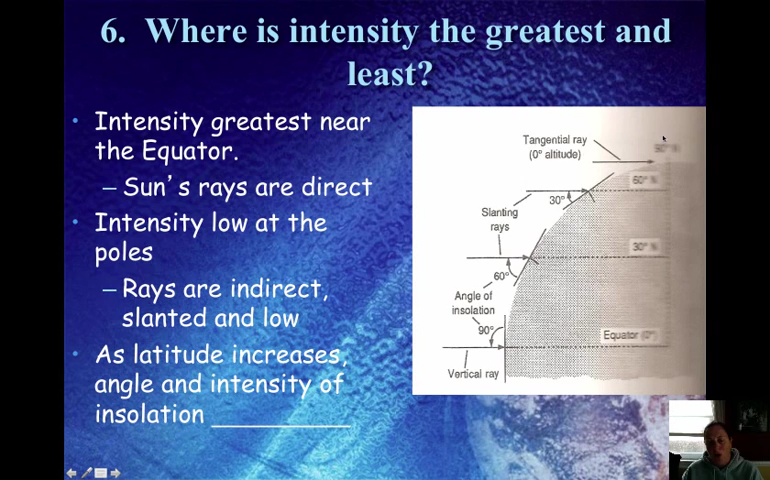 6. Where is intensity the greatest and
least?
• Intensity greatest near
the Equator.
– Sun's rays are direct
• Intensity low at the
poles
– Rays are indirect,
slanted and low
• As latitude increases,
angle and intensity of
insolation __________
Tangential ray
(0° altitude)
90° N
60° N
30°
Slanting
rays
30° N
60°
Angle of
insolation
90°
Equator (0°)
Vertical ray